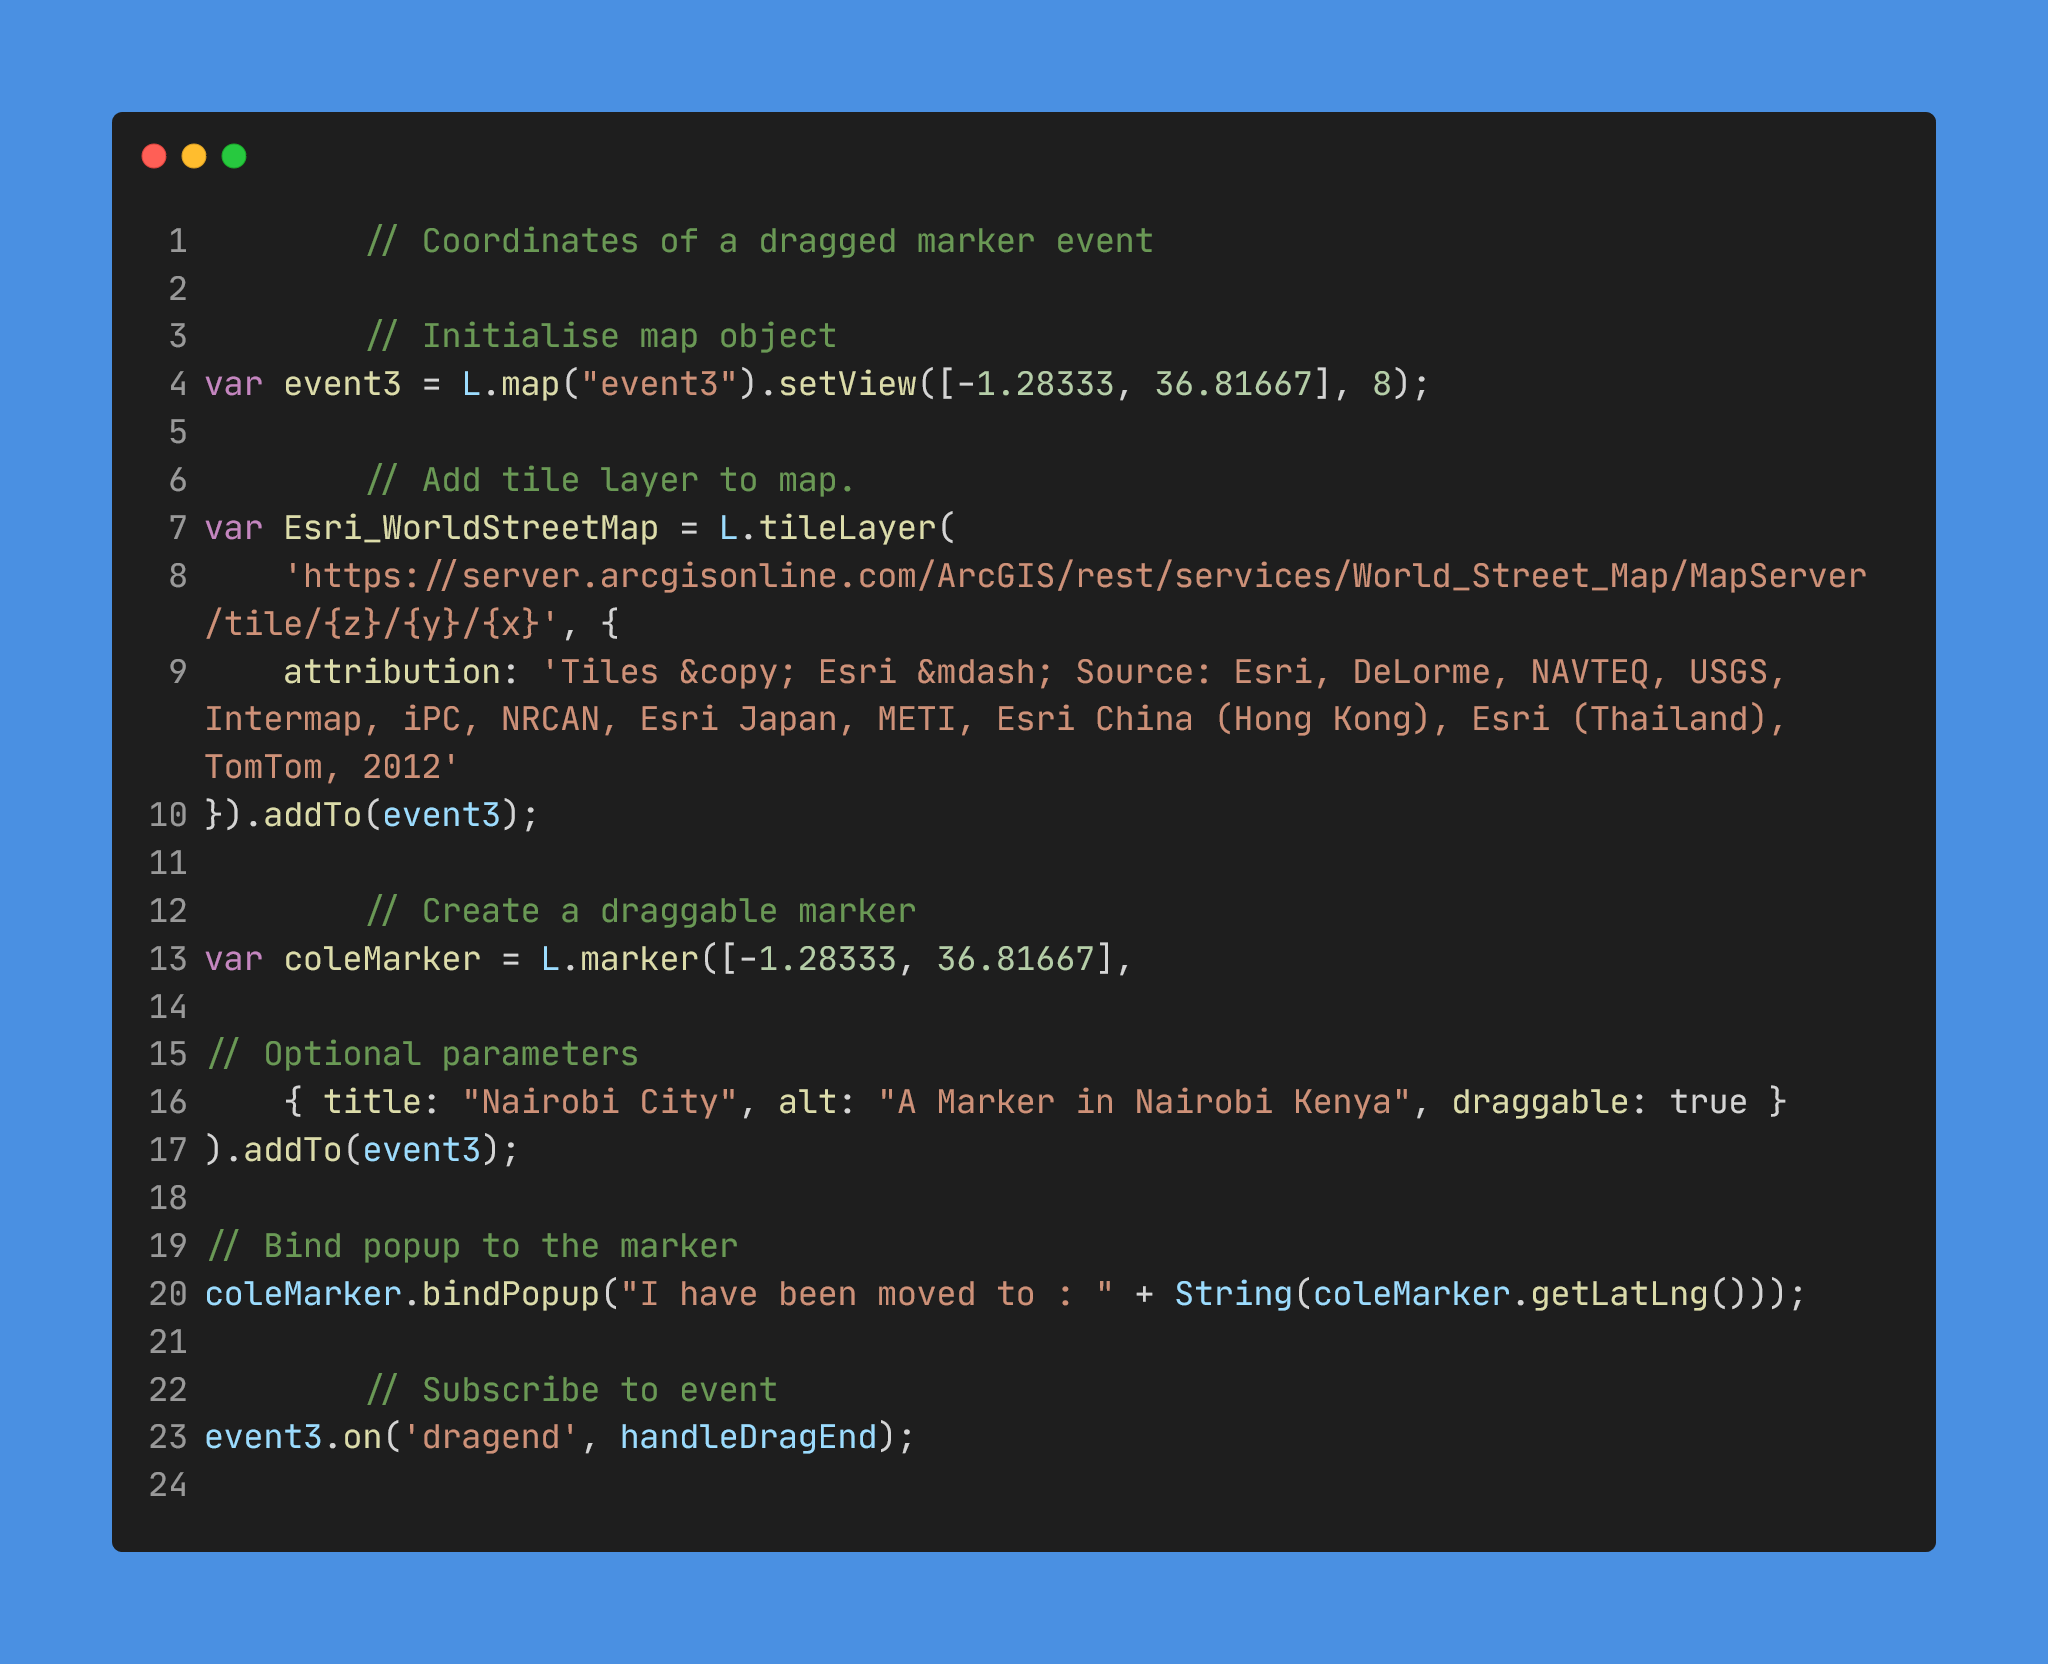 1         // Coordinates of a dragged marker event
2
3         // Initialise map object
4 var event3 = L.map("event3").setView([-1.28333, 36.81667], 8);
5
6         // Add tile layer to map.
7 var Esri_WorldStreetMap = L.tileLayer(
8     'https://server.arcgisonline.com/ArcGIS/rest/services/World_Street_Map/MapServer
/tile/{z}/{y}/{x}', {
9     attribution: 'Tiles &copy; Esri &mdash; Source: Esri, DeLorme, NAVTEQ, USGS,
Intermap, iPC, NRCAN, Esri Japan, METI, Esri China (Hong Kong), Esri (Thailand),
TomTom, 2012'
10 }).addTo(event3);
11
12         // Create a draggable marker
13 var coleMarker = L.marker([-1.28333, 36.81667],
14
15 // Optional parameters
16     { title: "Nairobi City", alt: "A Marker in Nairobi Kenya", draggable: true }
17 ).addTo(event3);
18
19 // Bind popup to the marker
20 coleMarker.bindPopup("I have been moved to : " + String(coleMarker.getLatLng()));
21
22         // Subscribe to event
23 event3.on('dragend', handleDragEnd);
24